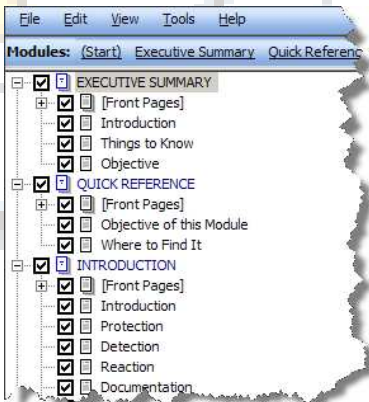 File Edit View Tools Help
Modules: (Start) Executive Summary Quick Referenc
EXECUTIVE SUMMARY
[Front Pages]
Introduction
Things to Know
Objective
QUICK REFERENCE
[Front Pages]
Objective of this Module
Where to Find It
INTRODUCTION
[Front Pages]
Introduction
Protection
Detection
Reaction
Documentation